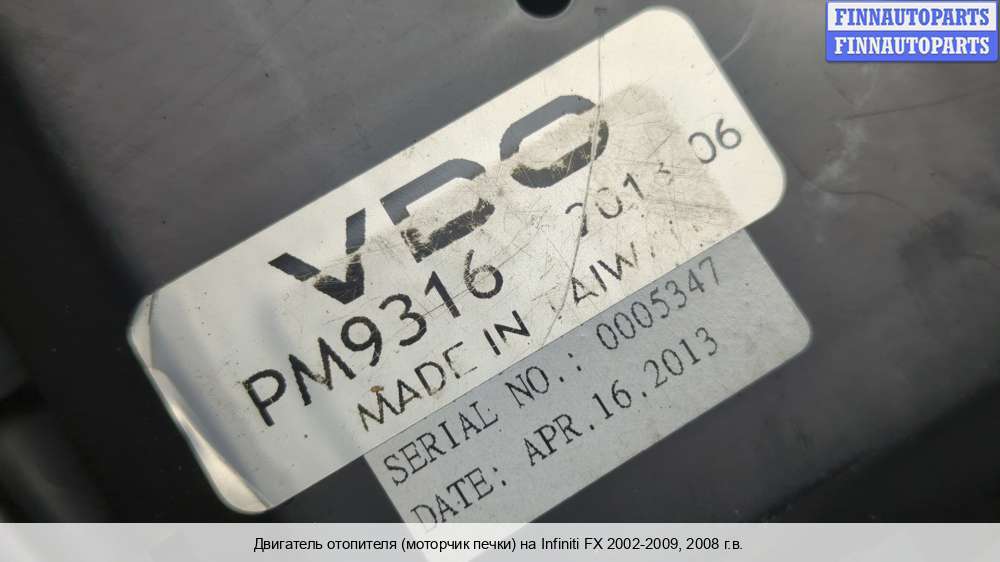 FINNAUTOPARTS
FINNAUTOPARTS
VDO
PM9316 2013 06
MADE IN TAIWAN
SERIAL NO.: 0005347
DATE: APR.16.2013
Двигатель отопителя (моторчик печки) на Infiniti FX 2002-2009, 2008 г.в.